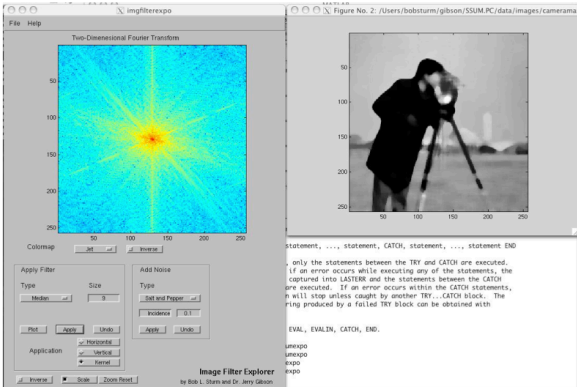 imgfilterexpo
File Help
Two-Dimenesional Fourier Transform
50
100
150
200
250
50 100 150 200 250
Colormap Jet Inverse
Apply Filter
Type Size
Median 3
Plot Apply Undo
Application
Horizontal
Vertical
Kernel
Add Noise
Type
Salt and Pepper
Incidence 0.1
Apply Undo
Inverse Scale Zoom Reset
Image Filter Explorer
by Bob L. Sturm and Dr. Jerry Gibson
Figure No. 2: /Users/bobsturm/gibson/SSUM.PC/data/images/camerama
50
100
150
200
250
50 100 150 200 250
statement, ..., statement, CATCH, statement, ..., statement END
only the statements between the TRY and CATCH are executed.
if an error occurs while executing any of the statements, the
captured into LASTERR and the statements between the CATCH
are executed. If an error occurs within the CATCH statements,
will stop unless caught by another TRY...CATCH block. The
ring produced by a failed TRY block can be obtained with
EVAL, EVALIN, CATCH, END.
umexpo
expo
expo
expo